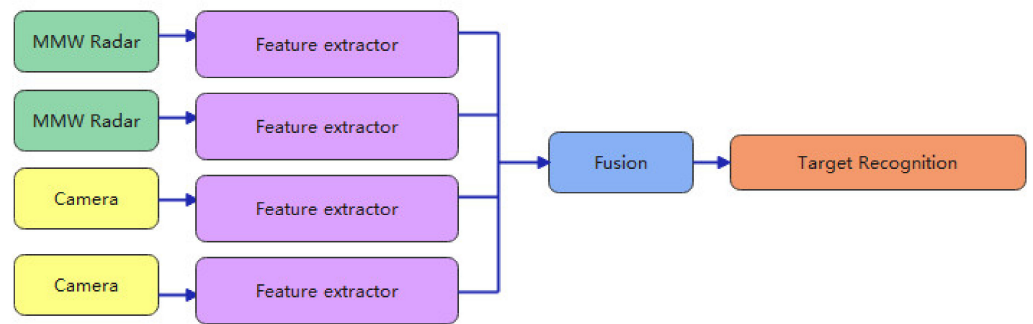 MMW Radar
Feature extractor
MMW Radar
Feature extractor
Camera
Feature extractor
Camera
Feature extractor
Fusion
Target Recognition